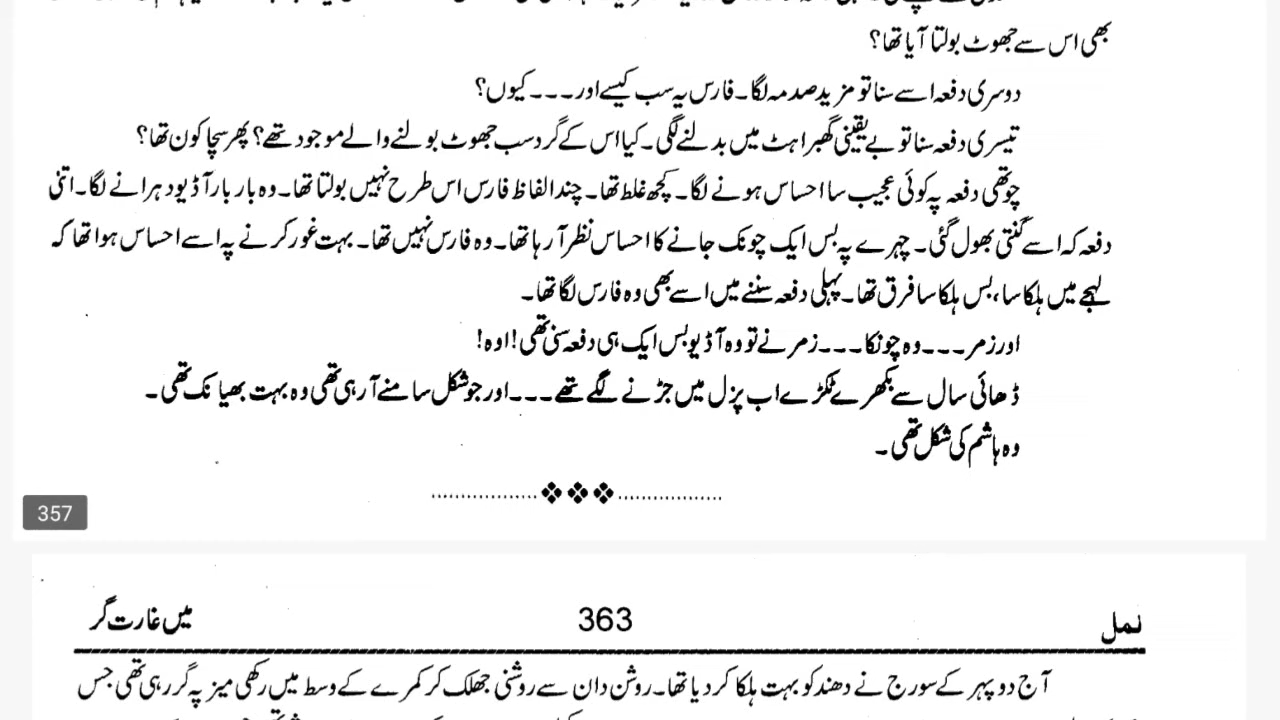 بھی اس سے جھوٹ بولتا آیا تھا؟
دوسری دفعہ اسے سنا تو مزید صدمہ لگا۔ فارس یہ سب کیسے اور۔۔۔ کیوں؟
تیسری دفعہ سنا تو بے یقینی گھبراہٹ میں بدلنے لگی۔ کیا اس کے گرد سب جھوٹ بولنے والے موجود تھے؟ پھر سچا کون تھا؟
چوتھی دفعہ پہ کوئی عجیب سا احساس ہونے لگا۔ کچھ غلط تھا۔ چند الفاظ فارس اس طرح نہیں بولتا تھا۔ وہ بار بار آڈیو دہرانے لگا۔ اتنی
دفعہ کہ اسے گنتی بھول گئی۔ چہرے پہ بس ایک چونک جانے کا احساس نظر آ رہا تھا۔ وہ فارس نہیں تھا۔ بہت غور کرنے پہ اسے احساس ہوا تھا کہ
لہجے میں ہلکا سا، بس ہلکا سا فرق تھا۔ پہلی دفعہ سننے میں اسے بھی وہ فارس لگا تھا۔
اور زمر۔۔۔ وہ چونکا۔۔۔ زمر نے تو وہ آڈیو بس ایک ہی دفعہ سنی تھی! اوہ!
ڈھائی سال سے بکھرے ٹکڑے اب پزل میں جڑنے لگے تھے۔۔۔ اور جو شکل سامنے آ رہی تھی وہ بہت بھیانک تھی۔
وہ ہاشم کی شکل تھی۔
357
نمل 363 میں غارت گر
آج دوپہر کے سورج نے دھند کو بہت ہلکا کر دیا تھا۔ روشن دان سے روشنی جھلک کر کمرے کے وسط میں رکھی میز پہ گر رہی تھی جس